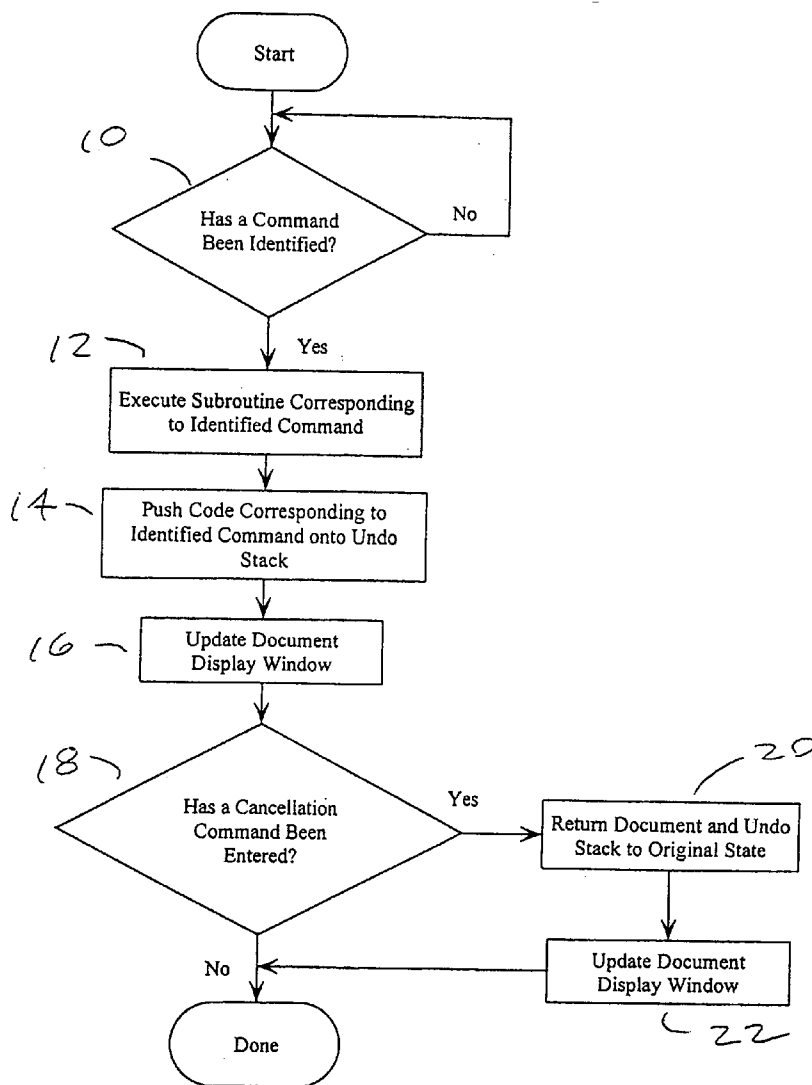 Start
10
Has a Command
Been Identified?
No
12
Yes
Execute Subroutine Corresponding
to Identified Command
14
Push Code Corresponding to
Identified Command onto Undo
Stack
16
Update Document
Display Window
18
Has a Cancellation
Command Been
Entered?
Yes
20
Return Document and Undo
Stack to Original State
No
Update Document
Display Window
22
Done